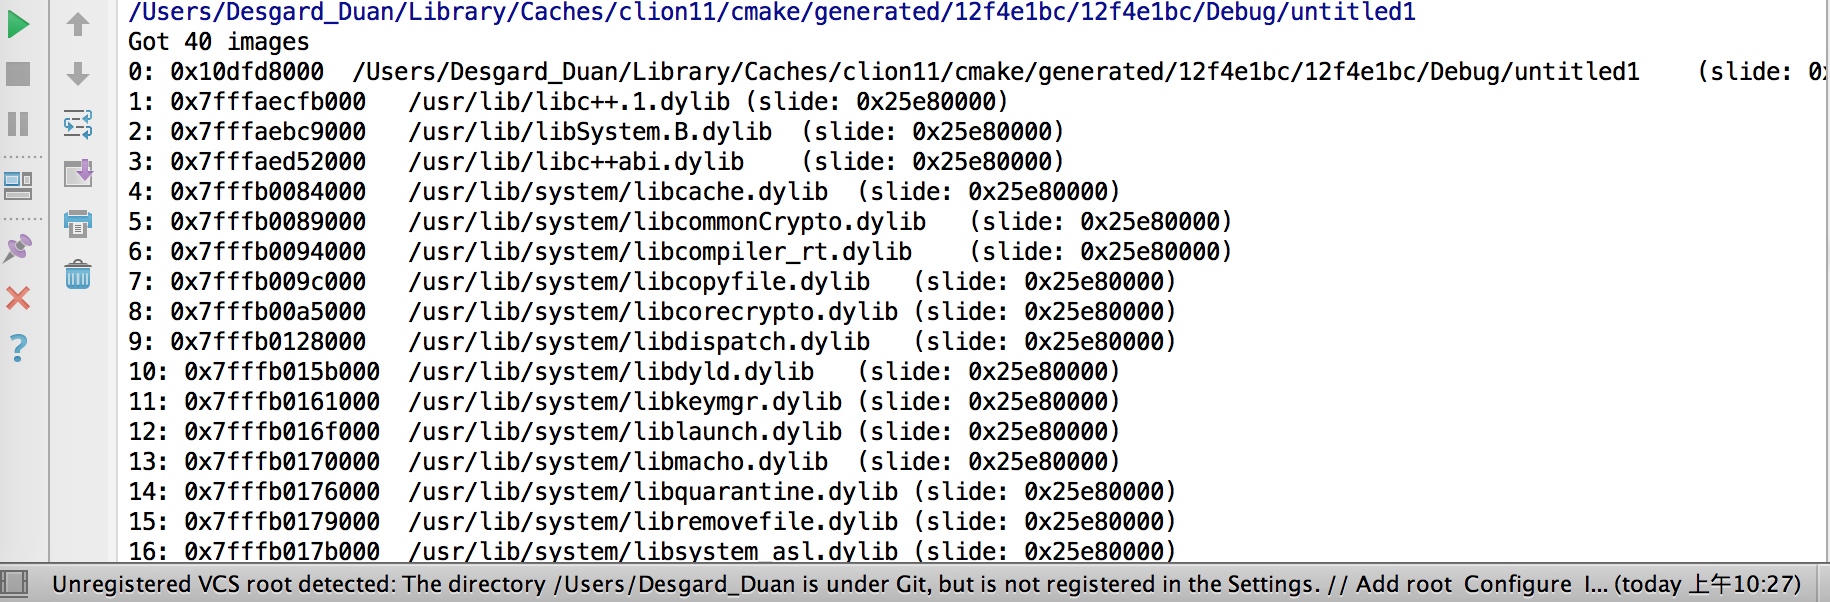 /Users/Desgard_Duan/Library/Caches/clion11/cmake/generated/12f4e1bc/12f4e1bc/Debug/untitled1
Got 40 images
0: 0x10dfd8000  /Users/Desgard_Duan/Library/Caches/clion11/cmake/generated/12f4e1bc/12f4e1bc/Debug/untitled1    (slide: 0x
1: 0x7fffaecfb000   /usr/lib/libc++.1.dylib (slide: 0x25e80000)
2: 0x7fffaebc9000   /usr/lib/libSystem.B.dylib  (slide: 0x25e80000)
3: 0x7fffaed52000   /usr/lib/libc++abi.dylib    (slide: 0x25e80000)
4: 0x7fffb0084000   /usr/lib/system/libcache.dylib  (slide: 0x25e80000)
5: 0x7fffb0089000   /usr/lib/system/libcommonCrypto.dylib   (slide: 0x25e80000)
6: 0x7fffb0094000   /usr/lib/system/libcompiler_rt.dylib    (slide: 0x25e80000)
7: 0x7fffb009c000   /usr/lib/system/libcopyfile.dylib   (slide: 0x25e80000)
8: 0x7fffb00a5000   /usr/lib/system/libcorecrypto.dylib (slide: 0x25e80000)
9: 0x7fffb0128000   /usr/lib/system/libdispatch.dylib   (slide: 0x25e80000)
10: 0x7fffb015b000  /usr/lib/system/libdyld.dylib   (slide: 0x25e80000)
11: 0x7fffb0161000  /usr/lib/system/libkeymgr.dylib (slide: 0x25e80000)
12: 0x7fffb016f000  /usr/lib/system/liblaunch.dylib (slide: 0x25e80000)
13: 0x7fffb0170000  /usr/lib/system/libmacho.dylib  (slide: 0x25e80000)
14: 0x7fffb0176000  /usr/lib/system/libquarantine.dylib (slide: 0x25e80000)
15: 0x7fffb0179000  /usr/lib/system/libremovefile.dylib (slide: 0x25e80000)
16: 0x7fffb017b000  /usr/lib/system/libsystem_asl.dylib (slide: 0x25e80000)
Unregistered VCS root detected: The directory /Users/Desgard_Duan is under Git, but is not registered in the Settings. // Add root  Configure  I... (today 上午10:27)